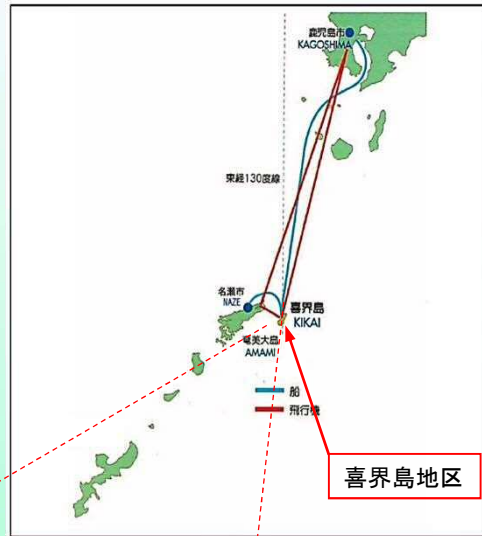 鹿児島市
KAGOSHIMA
東経130度線
名瀬市
NAZE
喜界島
KIKAI
奄美大島
AMAMI
船
飛行機
喜界島地区